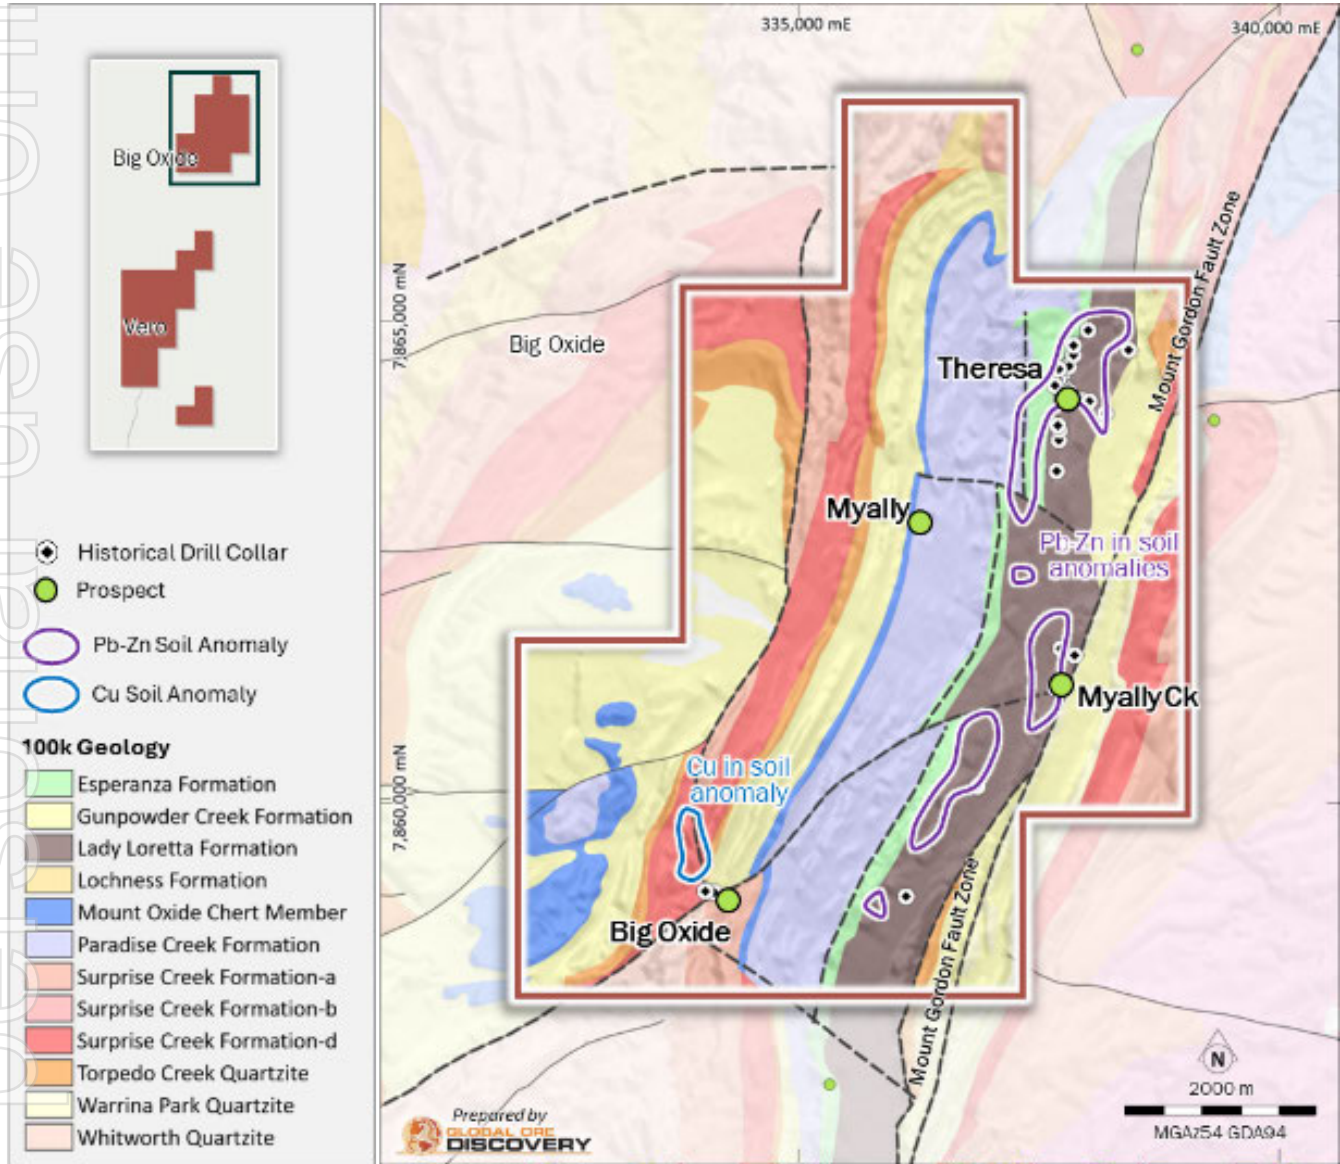 Big Oxide
Vero
Historical Drill Collar
Prospect
Pb-Zn Soil Anomaly
Cu Soil Anomaly
100k Geology
Esperanza Formation
Gunpowder Creek Formation
Lady Loretta Formation
Lochness Formation
Mount Oxide Chert Member
Paradise Creek Formation
Surprise Creek Formation-a
Surprise Creek Formation-b
Surprise Creek Formation-d
Torpedo Creek Quartzite
Warrina Park Quartzite
Whitworth Quartzite
335,000 mE
340,000 mE
7,865,000 mN
7,860,000 mN
Big Oxide
Theresa
Mount Gordon Fault Zone
Myally
Pb-Zn in soil
anomalies
Myally Ck
Cu in soil
anomaly
Big Oxide
Mount Gordon Fault Zone
N
2000 m
MGAz54 GDA94
Prepared by
GLOBAL ORE
DISCOVERY